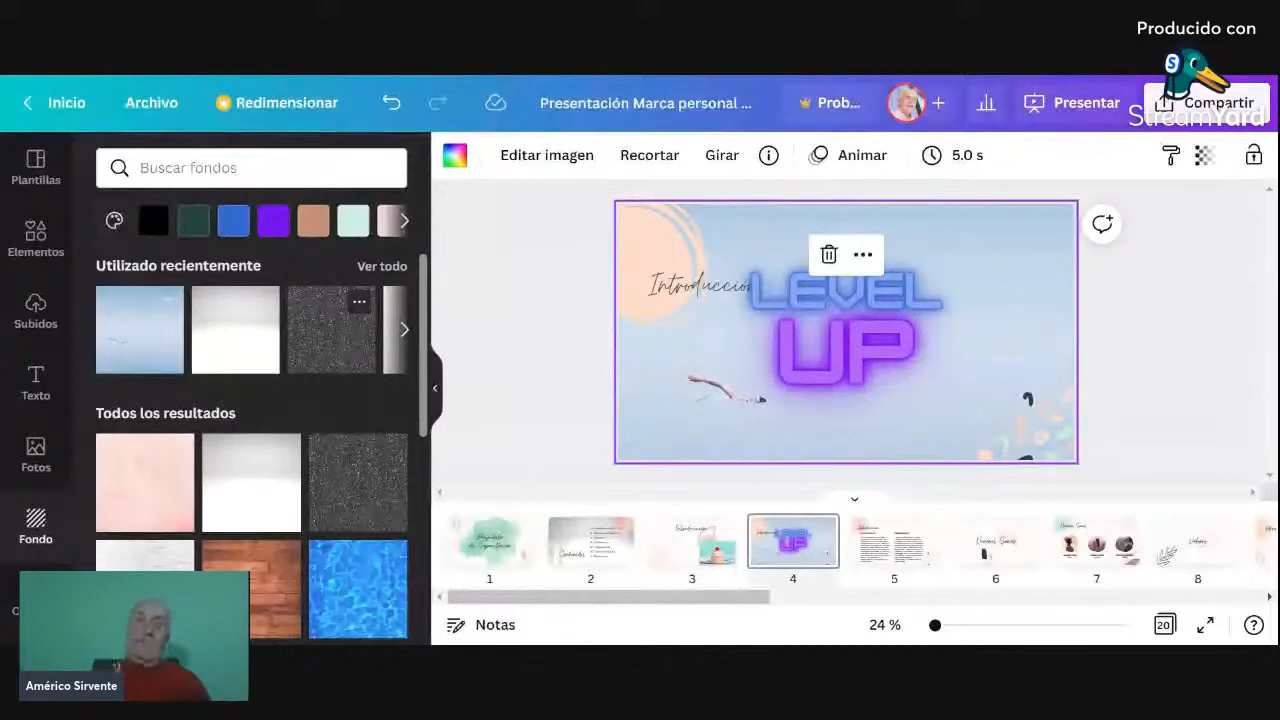 Producido con
StreamYard
Inicio
Archivo
Redimensionar
Presentación Marca personal ...
Prob...
Presentar
Compartir
Plantillas
Elementos
Subidos
Texto
Fotos
Fondo
Buscar fondos
Utilizado recientemente
Ver todo
Todos los resultados
Editar imagen
Recortar
Girar
Animar
5.0 s
Introducción
LEVEL
UP
1
2
3
4
5
6
7
8
Notas
24 %
20
Américo Sirvente